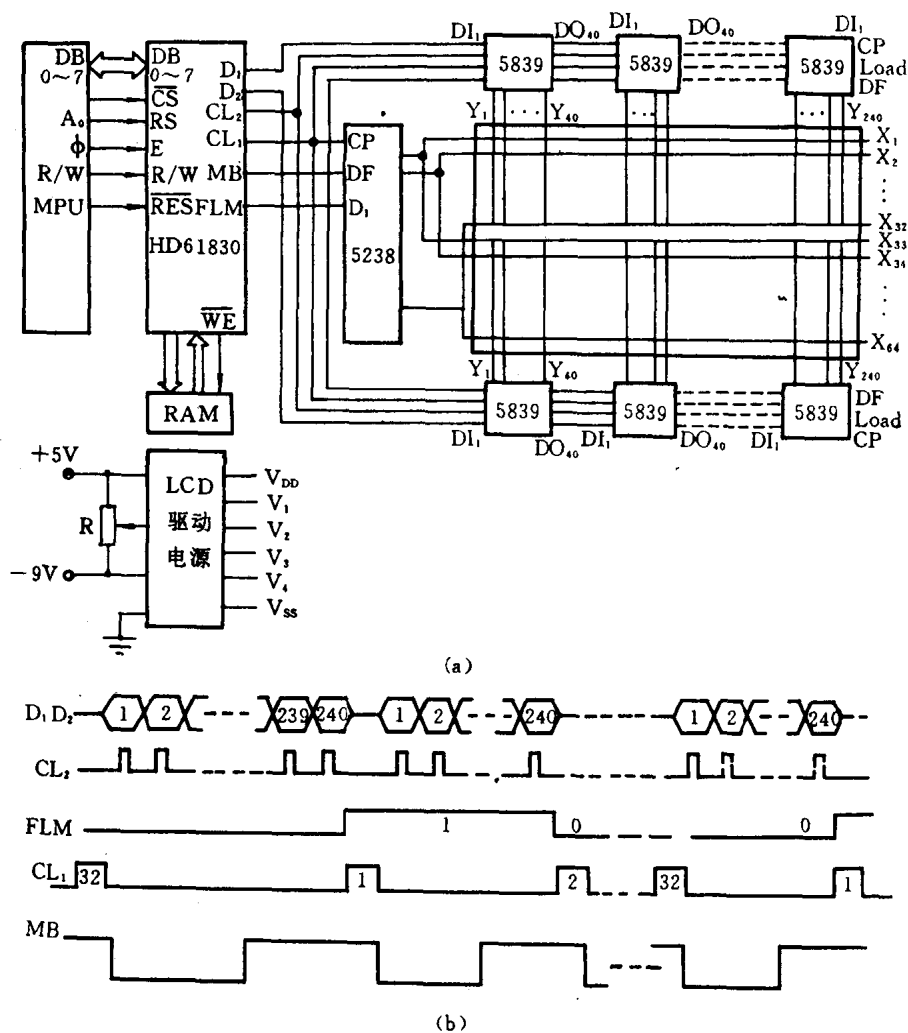 DI₁ DO₄₀ DI₁ DO₄₀ DI₁
5839 5839 5839
CP
Load
DF
DB
0～7
DB
0～7
D₁
D₂
C̅S̅
CL₂
A₀ RS
CL₁
ϕ E
R/W R/W MB
MPU R̅E̅S̅ FLM
HD61830
W̅E̅
RAM
CP
DF
D₁
5238
Y₁ ··· Y₄₀ ··· ··· Y₂₄₀
X₁
X₂
X₃₂
X₃₃
X₃₄
X₆₄
Y₁ Y₄₀ Y₂₄₀
5839 5839 5839
DF
Load
CP
DI₁ DO₄₀ DI₁ DO₄₀ DI₁
+5V
R
−9V
LCD
驱动
电源
V_DD
V₁
V₂
V₃
V₄
V_SS
(a)
D₁ D₂ 1 2 239 240 1 2 240 1 2 240
CL₂
FLM 1 0 0
CL₁ 32 1 2 32 1
MB
(b)